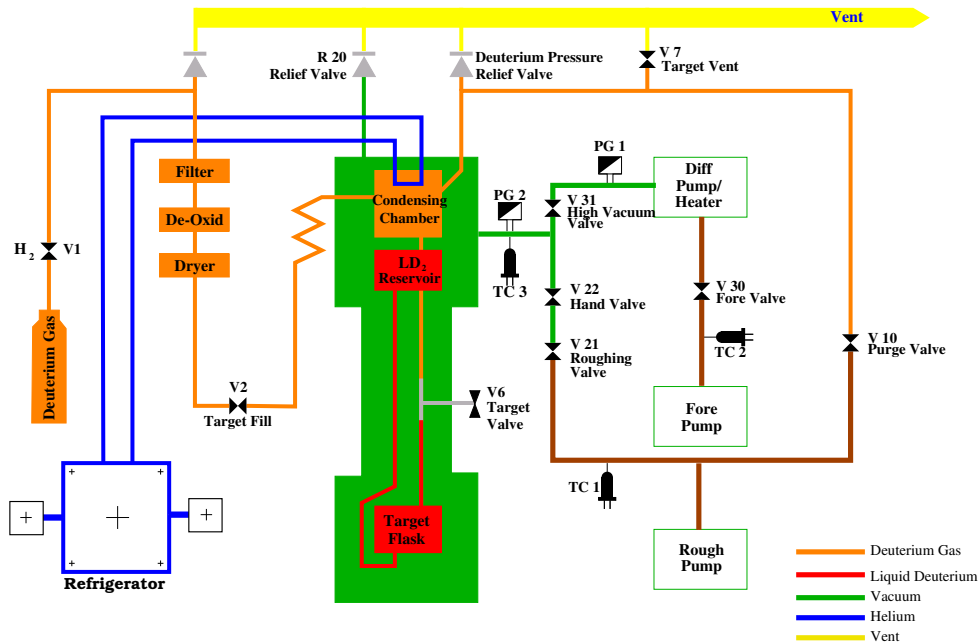 Vent
R 20
Relief Valve
Deuterium Pressure
Relief Valve
V 7
Target Vent
Filter
De-Oxid
Dryer
H2
V1
Deuterium Gas
V2
Target Fill
Condensing
Chamber
LD2
Reservoir
PG 2
TC 3
PG 1
V 31
High Vacuum
Valve
V 22
Hand Valve
V 21
Roughing
Valve
Diff
Pump/
Heater
V 30
Fore Valve
TC 2
V 10
Purge Valve
V6
Target
Valve
Fore
Pump
TC 1
Target
Flask
Rough
Pump
Refrigerator
Deuterium Gas
Liquid Deuterium
Vacuum
Helium
Vent